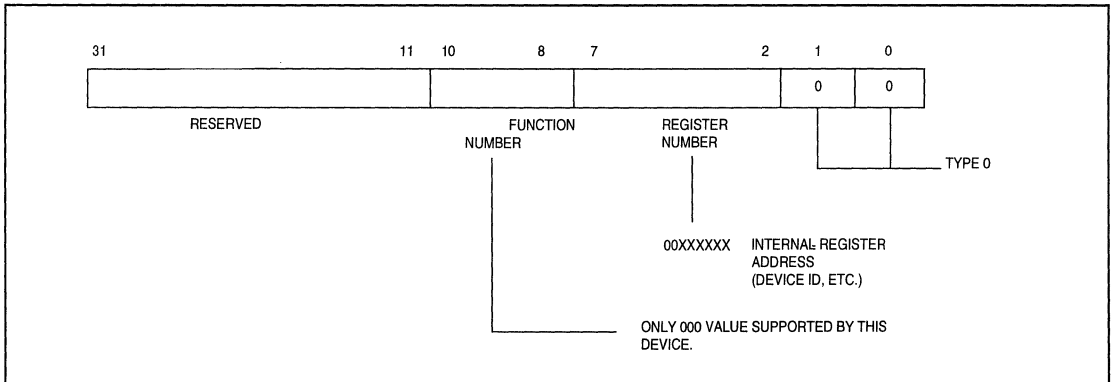 31 11 10 8 7 2 1 0
0 0
RESERVED FUNCTION NUMBER REGISTER NUMBER
TYPE 0
00XXXXXX INTERNAL REGISTER
ADDRESS
(DEVICE ID, ETC.)
ONLY 000 VALUE SUPPORTED BY THIS
DEVICE.